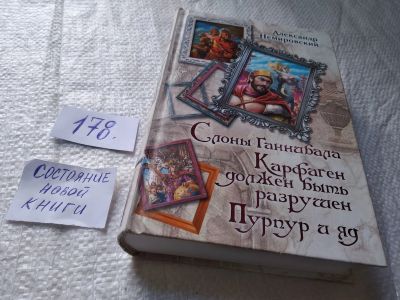 Александр
Немировский
Слоны Ганнибала
Карфаген
должен быть
разрушен
Пурпур и яд
178.
СОСТОЯНИЕ
НОВОЙ
КНИГИ